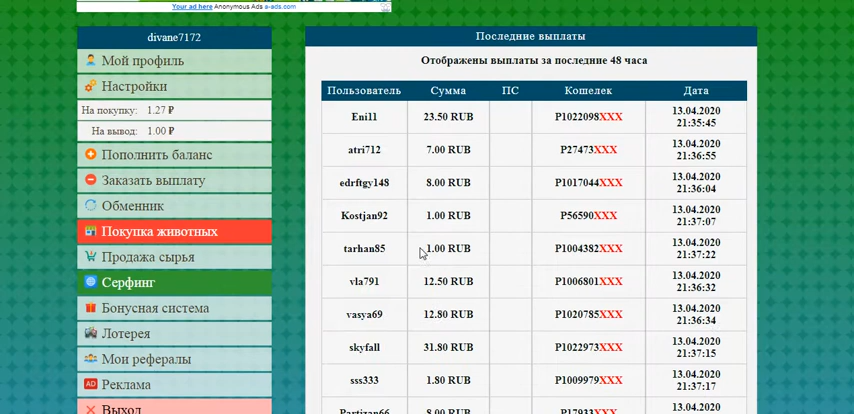 Your ad here Anonymous Ads a-ads.com
divane7172
Мой профиль
Настройки
На покупку: 1.27 ₽
На вывод: 1.00 ₽
Пополнить баланс
Заказать выплату
Обменник
Покупка животных
Продажа сырья
Серфинг
Бонусная система
Лотерея
Мои рефералы
AD Реклама
Выход
Последние выплаты
Отображены выплаты за последние 48 часа
Пользователь Сумма ПС Кошелек Дата
Eni11 23.50 RUB P1022098XXX 13.04.2020
21:35:45
atri712 7.00 RUB P27473XXX 13.04.2020
21:36:55
edrftgy148 8.00 RUB P1017044XXX 13.04.2020
21:36:04
Kostjan92 1.00 RUB P56590XXX 13.04.2020
21:37:07
tarhan85 1.00 RUB P1004382XXX 13.04.2020
21:37:22
vla791 12.50 RUB P1006801XXX 13.04.2020
21:36:32
vasya69 12.80 RUB P1020785XXX 13.04.2020
21:36:34
skyfall 31.80 RUB P1022973XXX 13.04.2020
21:37:15
sss333 1.80 RUB P1009979XXX 13.04.2020
21:37:17
Partizan66 8.00 RUB P17933XXX 13.04.2020